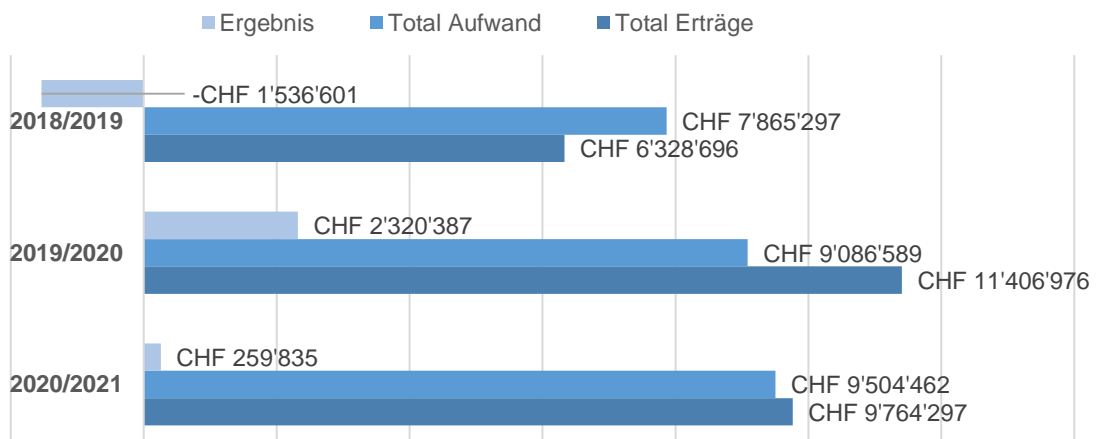 Ergebnis Total Aufwand Total Erträge
-CHF 1'536'601
2018/2019
CHF 7'865'297
CHF 6'328'696
CHF 2'320'387
2019/2020
CHF 9'086'589
CHF 11'406'976
CHF 259'835
2020/2021
CHF 9'504'462
CHF 9'764'297